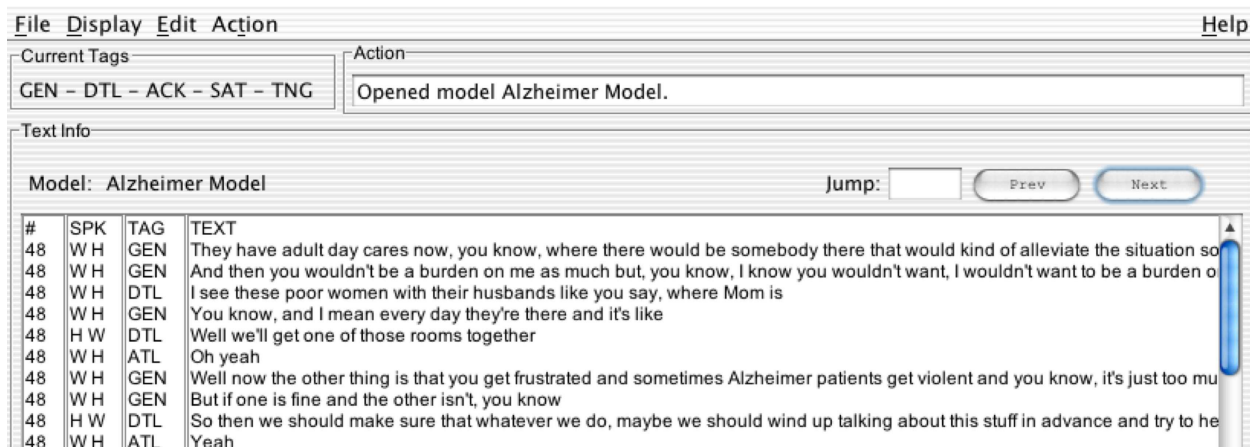 File Display Edit Action Help
Current Tags Action
GEN – DTL – ACK – SAT – TNG Opened model Alzheimer Model.
Text Info
Model: Alzheimer Model Jump: Prev Next
# SPK TAG TEXT
48 W H GEN They have adult day cares now, you know, where there would be somebody there that would kind of alleviate the situation so
48 W H GEN And then you wouldn't be a burden on me as much but, you know, I know you wouldn't want, I wouldn't want to be a burden
48 W H DTL I see these poor women with their husbands like you say, where Mom is
48 W H GEN You know, and I mean every day they're there and it's like
48 H W DTL Well we'll get one of those rooms together
48 W H ATL Oh yeah
48 W H GEN Well now the other thing is that you get frustrated and sometimes Alzheimer patients get violent and you know, it's just too mu
48 W H GEN But if one is fine and the other isn't, you know
48 H W DTL So then we should make sure that whatever we do, maybe we should wind up talking about this stuff in advance and try to he
48 W H ATL Yeah